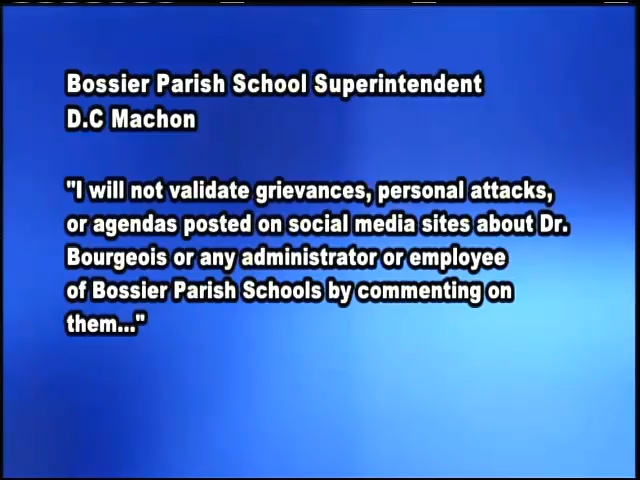 Bossier Parish School Superintendent
D.C Machon
"I will not validate grievances, personal attacks,
or agendas posted on social media sites about Dr.
Bourgeois or any administrator or employee
of Bossier Parish Schools by commenting on
them..."